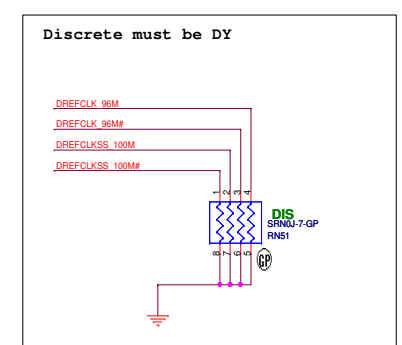 Discrete must be DY
DREFCLK_96M
DREFCLK_96M#
DREFCLKSS_100M
DREFCLKSS_100M#
1 2 3 4
DIS
SRN0J-7-GP
RN51
8 7 6 5
GP